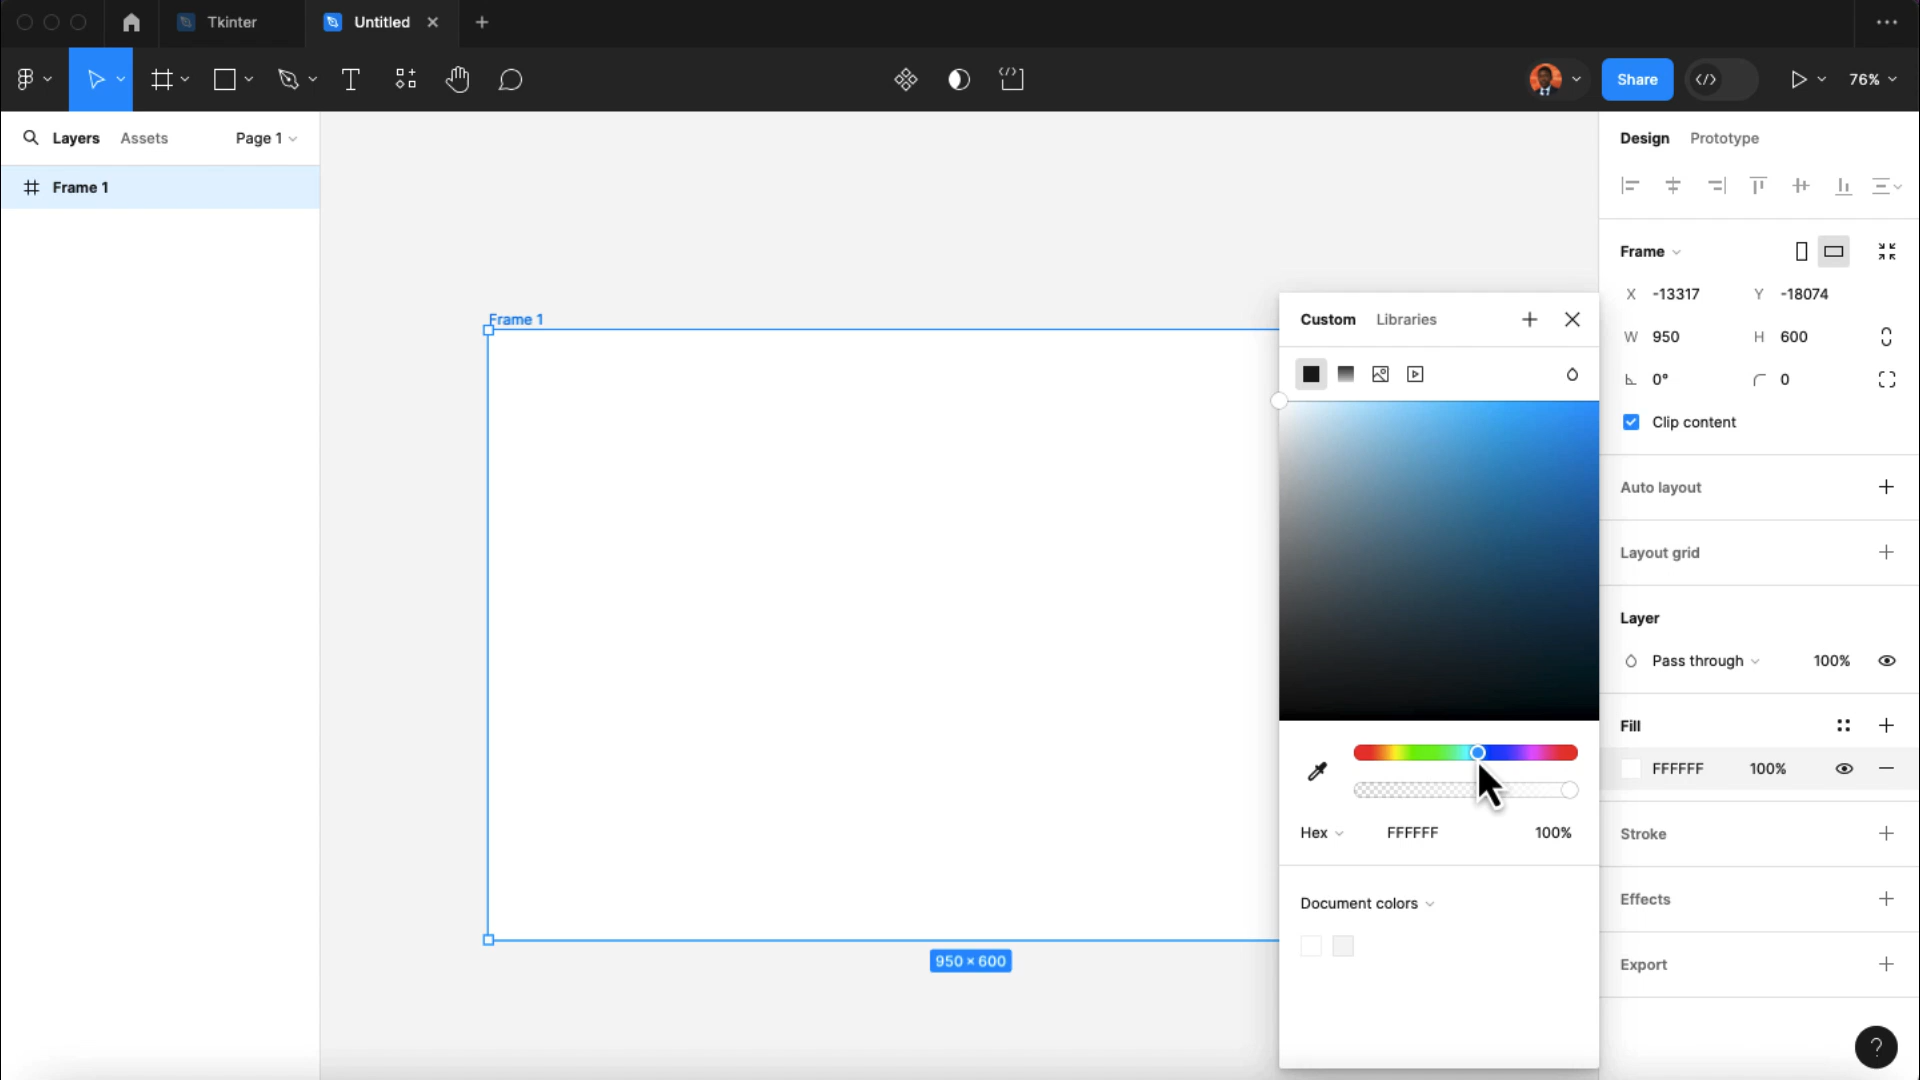 Tkinter
Untitled
Share
76%
Layers
Assets
Page 1
Frame 1
Frame 1
950 × 600
Custom
Libraries
Hex
FFFFFF
100%
Document colors
Design
Prototype
Frame
X -13317
Y -18074
W 950
H 600
0°
0
Clip content
Auto layout
Layout grid
Layer
Pass through
100%
Fill
FFFFFF
100%
Stroke
Effects
Export
?